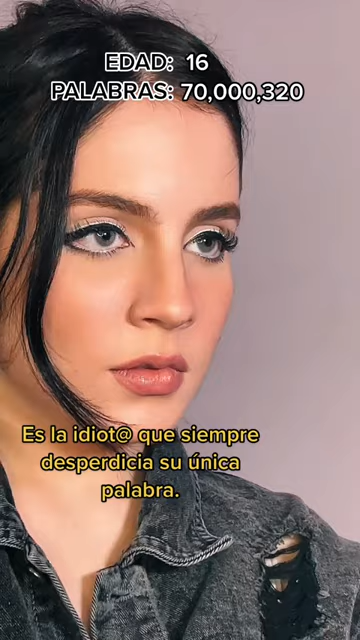 EDAD: 16
PALABRAS: 70,000,320
Es la idiot@ que siempre
desperdicia su única
palabra.